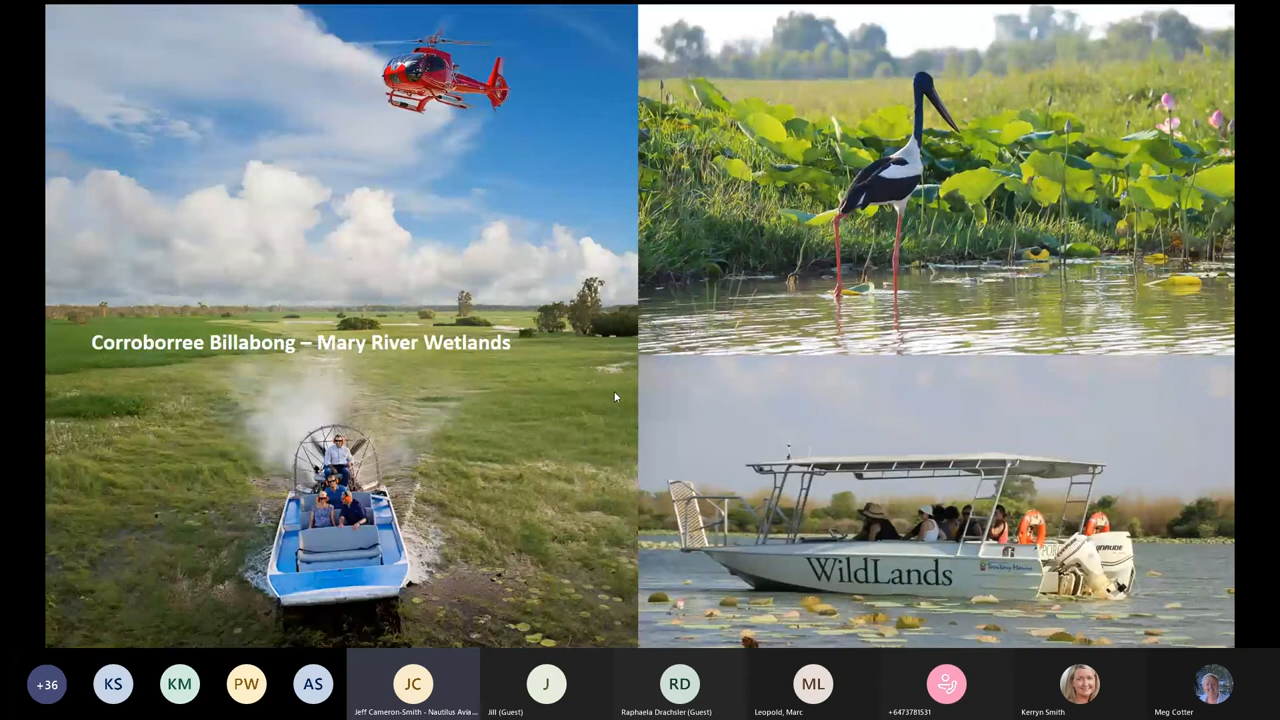 Corroborree Billabong – Mary River Wetlands
WildLands
+36
KS
KM
PW
AS
JC
J
RD
ML
Jeff Cameron-Smith - Nautilus Avia...
Jill (Guest)
Raphaela Drachsler (Guest)
Leopold, Marc
+6473781531
Kerryn Smith
Meg Cotter